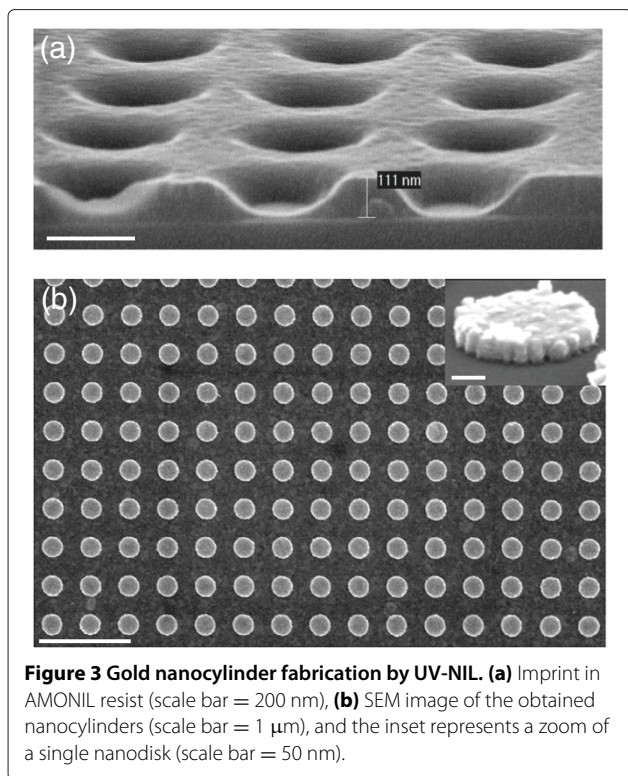 (a)
111 nm
(b)
Figure 3 Gold nanocylinder fabrication by UV-NIL. (a) Imprint in
AMONIL resist (scale bar = 200 nm), (b) SEM image of the obtained
nanocylinders (scale bar = 1 μm), and the inset represents a zoom of
a single nanodisk (scale bar = 50 nm).